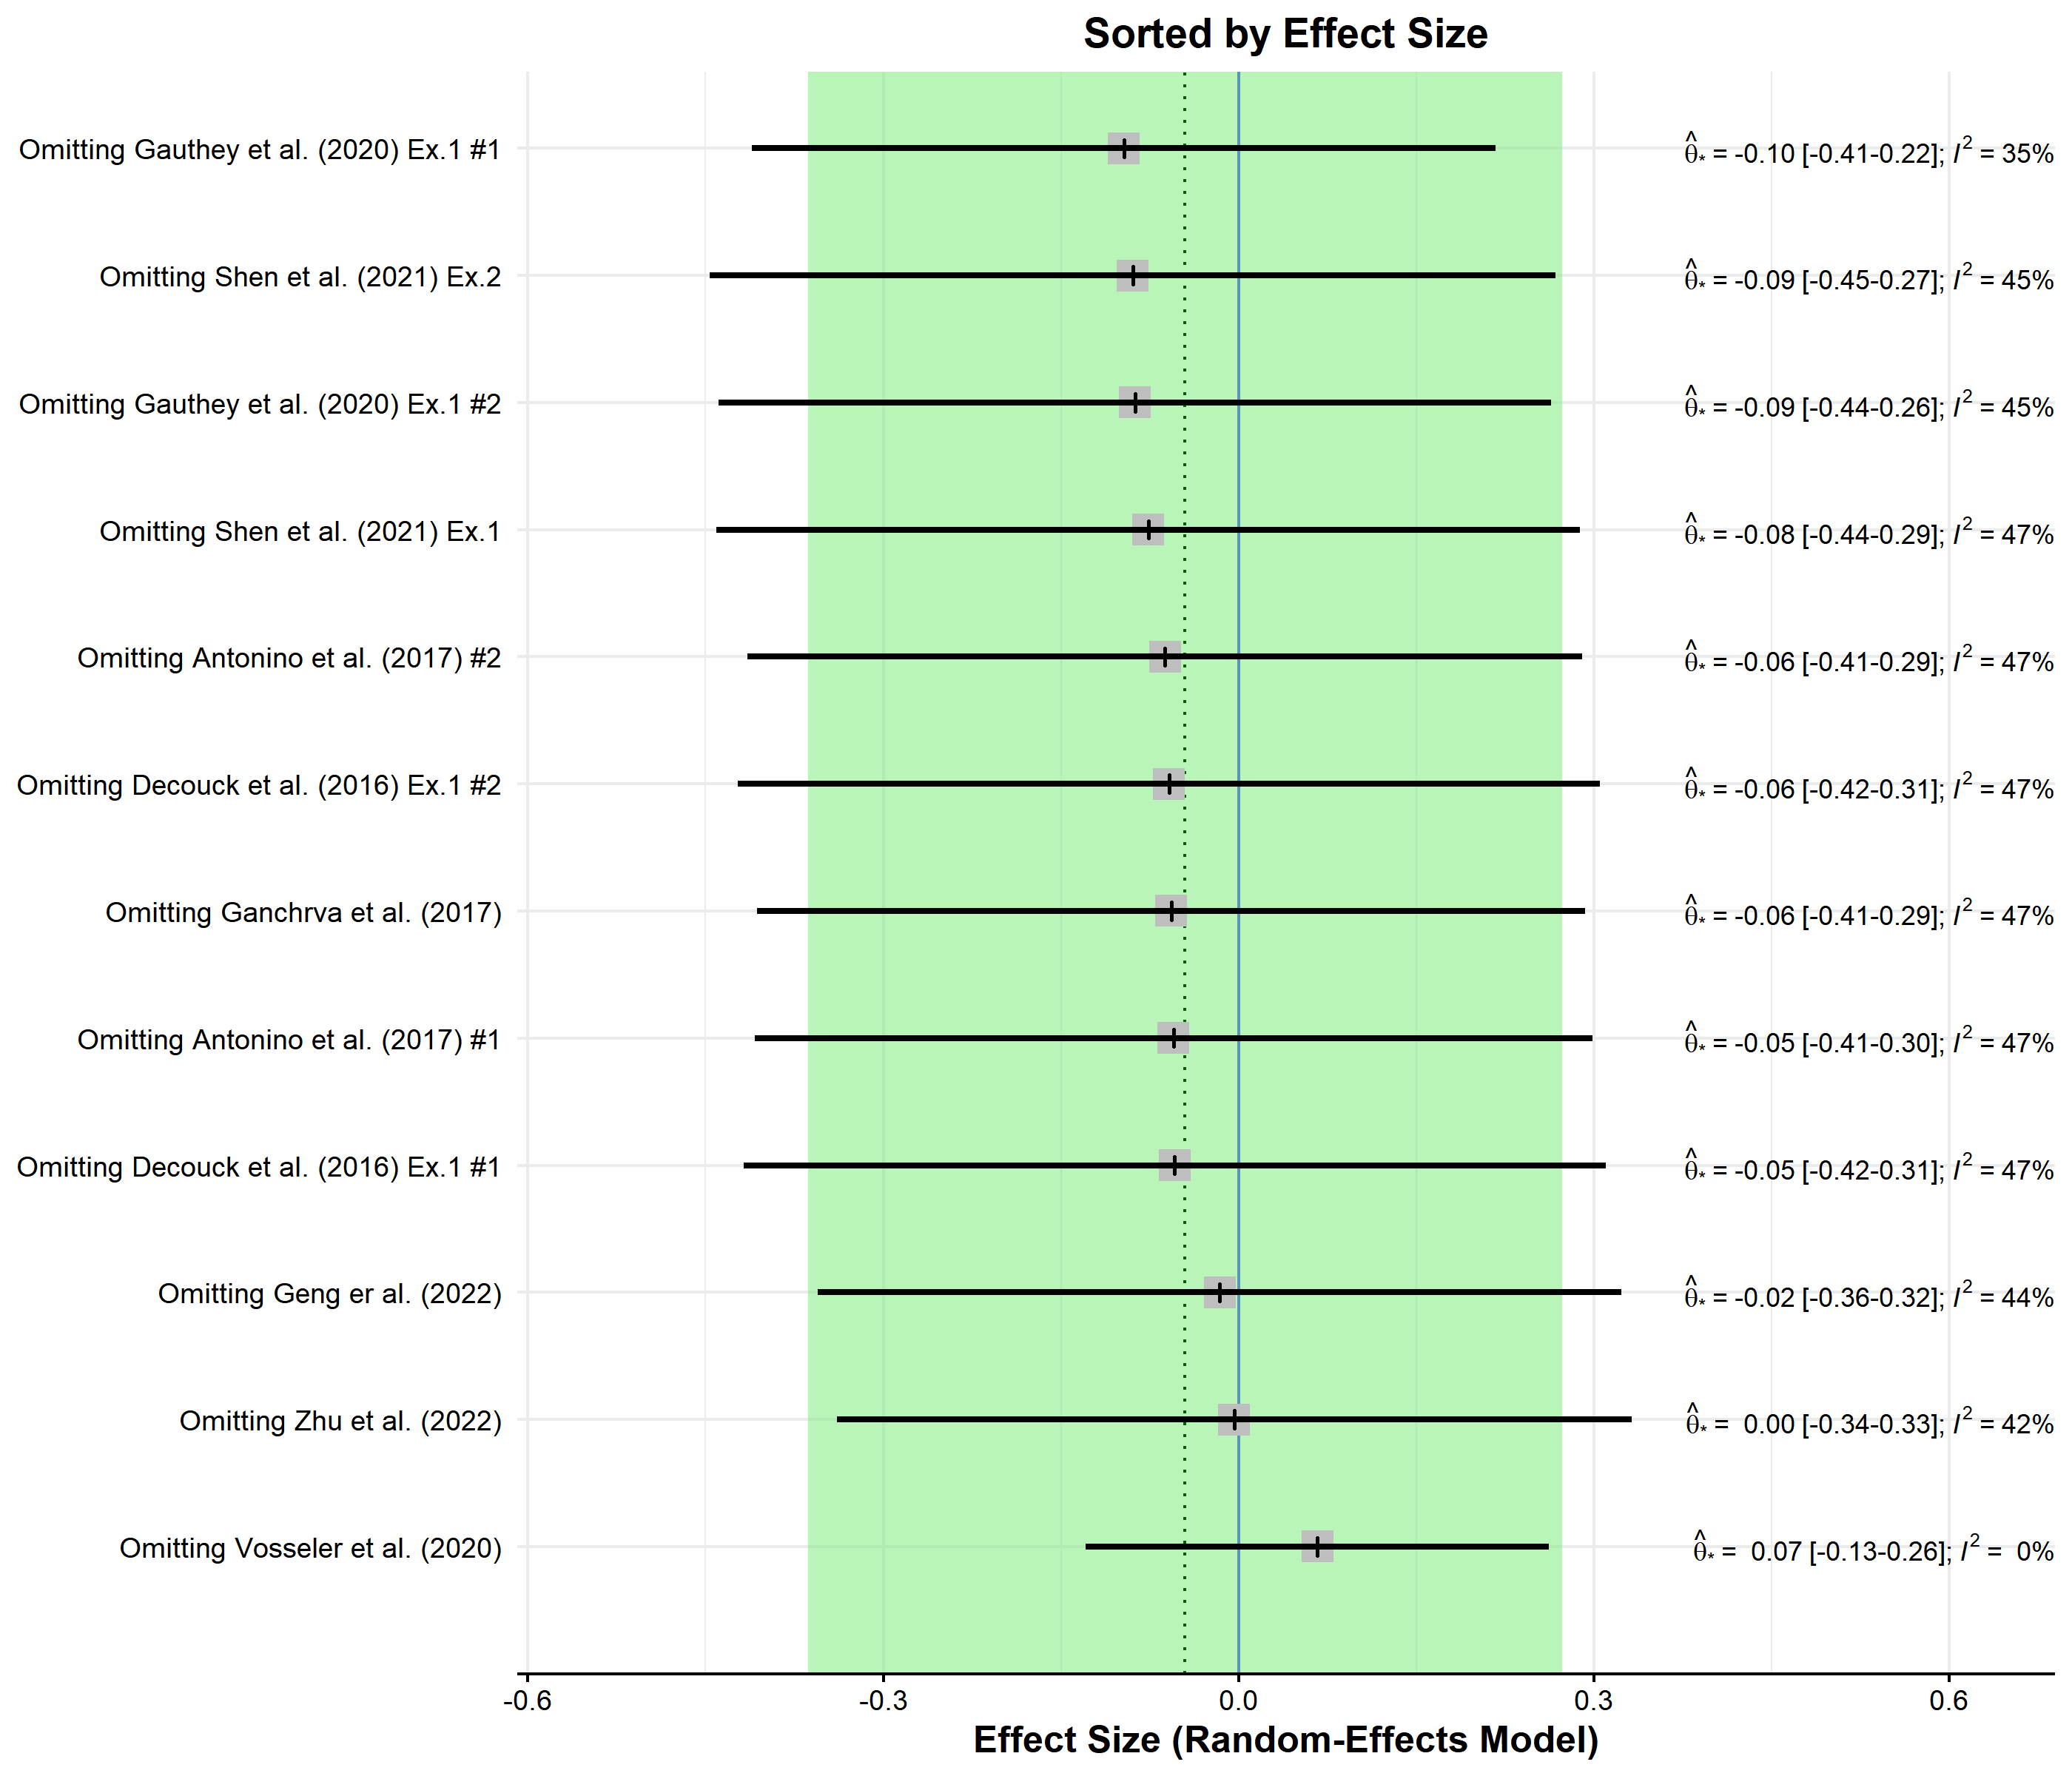 Sorted by Effect Size
Omitting Gauthey et al. (2020) Ex.1 #1 θ̂* = -0.10 [-0.41-0.22]; I² = 35%
Omitting Shen et al. (2021) Ex.2 θ̂* = -0.09 [-0.45-0.27]; I² = 45%
Omitting Gauthey et al. (2020) Ex.1 #2 θ̂* = -0.09 [-0.44-0.26]; I² = 45%
Omitting Shen et al. (2021) Ex.1 θ̂* = -0.08 [-0.44-0.29]; I² = 47%
Omitting Antonino et al. (2017) #2 θ̂* = -0.06 [-0.41-0.29]; I² = 47%
Omitting Decouck et al. (2016) Ex.1 #2 θ̂* = -0.06 [-0.42-0.31]; I² = 47%
Omitting Ganchrva et al. (2017) θ̂* = -0.06 [-0.41-0.29]; I² = 47%
Omitting Antonino et al. (2017) #1 θ̂* = -0.05 [-0.41-0.30]; I² = 47%
Omitting Decouck et al. (2016) Ex.1 #1 θ̂* = -0.05 [-0.42-0.31]; I² = 47%
Omitting Geng er al. (2022) θ̂* = -0.02 [-0.36-0.32]; I² = 44%
Omitting Zhu et al. (2022) θ̂* = 0.00 [-0.34-0.33]; I² = 42%
Omitting Vosseler et al. (2020) θ̂* = 0.07 [-0.13-0.26]; I² = 0%
-0.6 -0.3 0.0 0.3 0.6
Effect Size (Random-Effects Model)